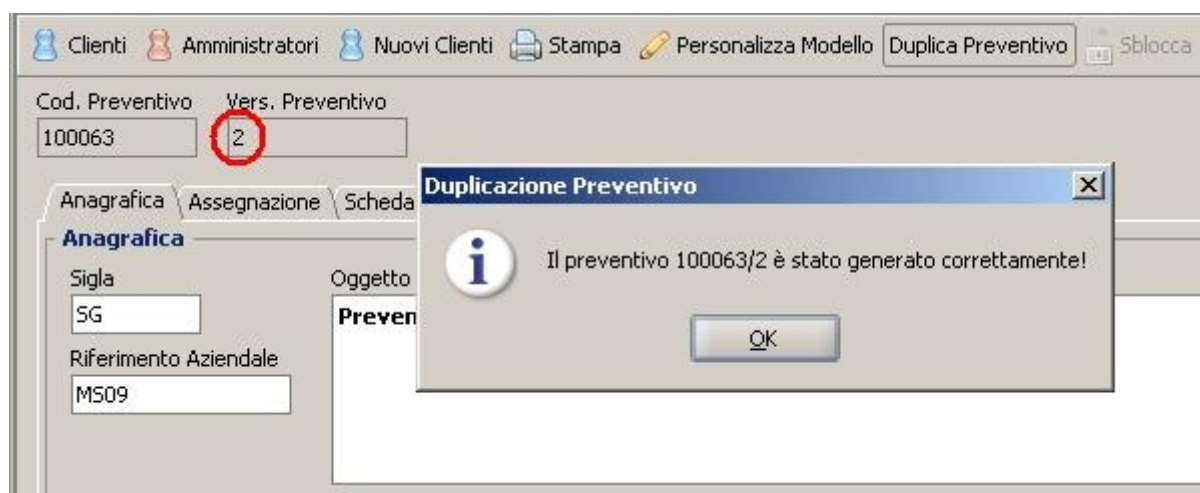 Clienti Amministratori Nuovi Clienti Stampa Personalizza Modello Duplica Preventivo Sblocca
Cod. Preventivo Vers. Preventivo
100063 2
Anagrafica Assegnazione Scheda
Duplicazione Preventivo
Il preventivo 100063/2 è stato generato correttamente!
OK
Anagrafica
Sigla Oggetto
SG Preven
Riferimento Aziendale
MS09